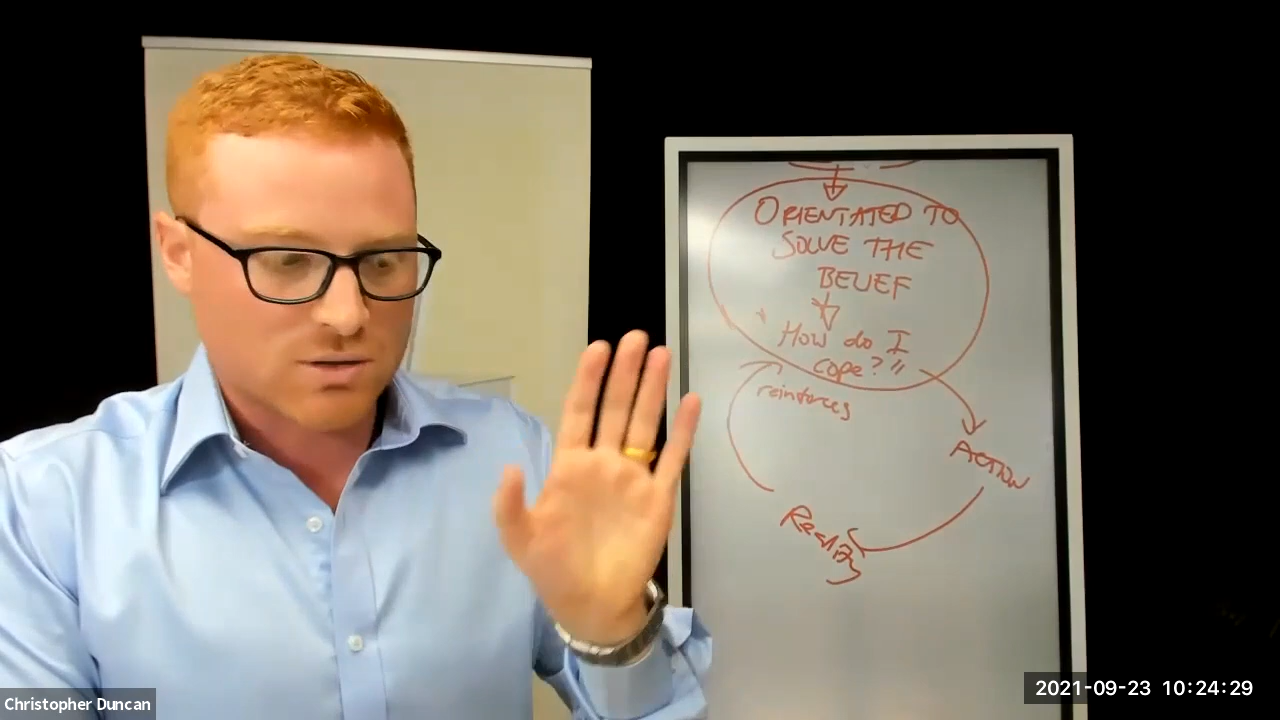 ORIENTATED TO
SOLVE THE
BELIEF
How do I
cope?"
reinforces
ACTION
Reality
Christopher Duncan
2021-09-23 10:24:29